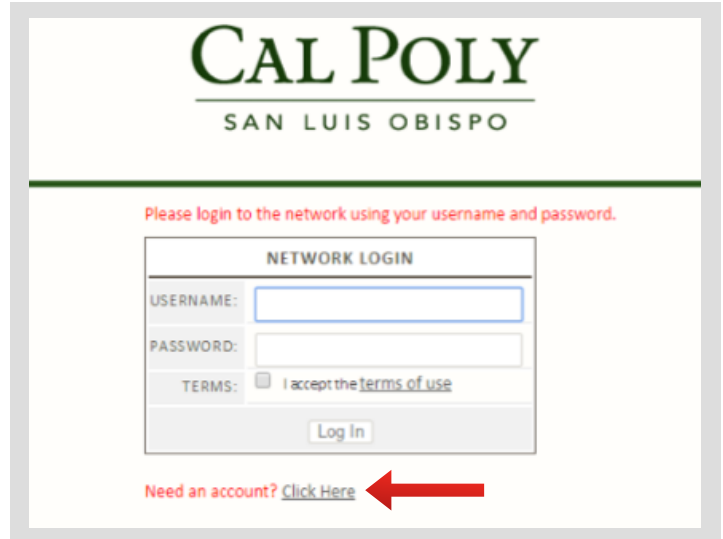 CAL POLY
SAN LUIS OBISPO
Please login to the network using your username and password.
NETWORK LOGIN
USERNAME:
PASSWORD:
TERMS: I accept the terms of use
Log In
Need an account? Click Here